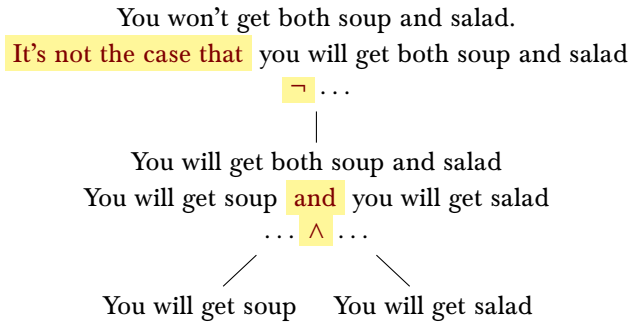 You won't get both soup and salad.
It's not the case that you will get both soup and salad
¬ . . .
You will get both soup and salad
You will get soup and you will get salad
. . . ∧ . . .
You will get soup You will get salad